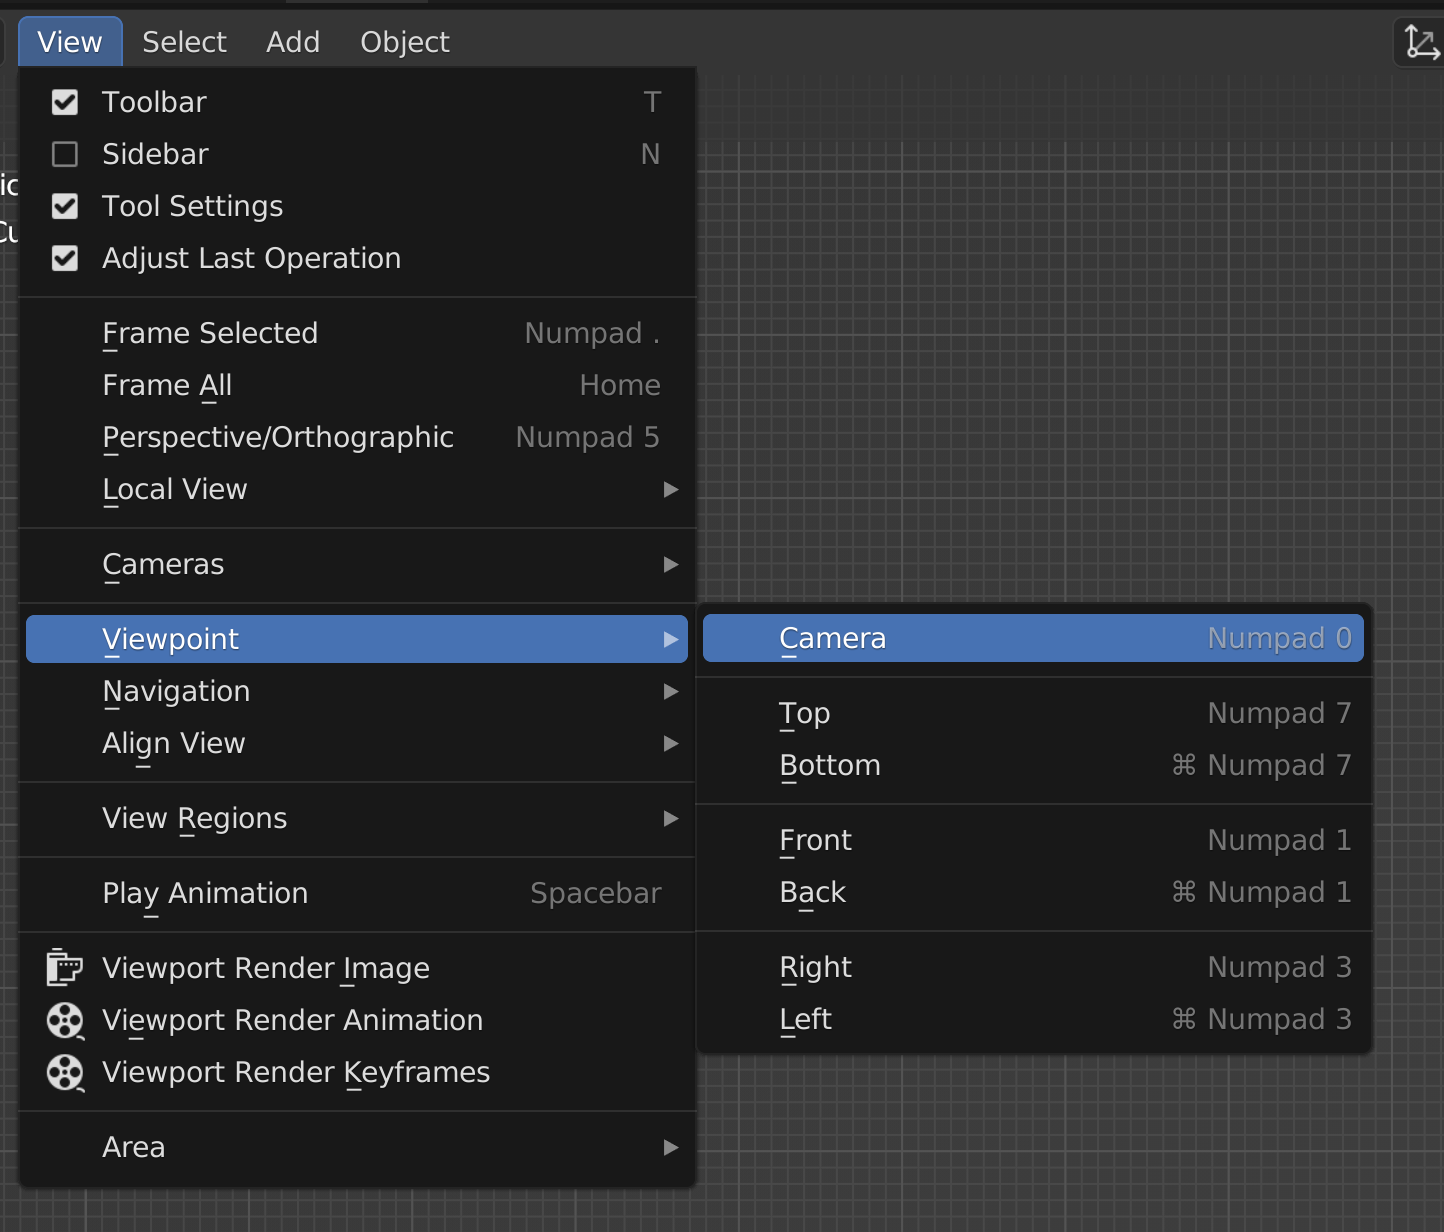 View Select Add Object
Toolbar T
Sidebar N
Tool Settings
Adjust Last Operation
Frame Selected Numpad .
Frame All Home
Perspective/Orthographic Numpad 5
Local View
Cameras
Viewpoint
Navigation
Align View
View Regions
Play Animation Spacebar
Viewport Render Image
Viewport Render Animation
Viewport Render Keyframes
Area
Camera Numpad 0
Top Numpad 7
Bottom ⌘ Numpad 7
Front Numpad 1
Back ⌘ Numpad 1
Right Numpad 3
Left ⌘ Numpad 3